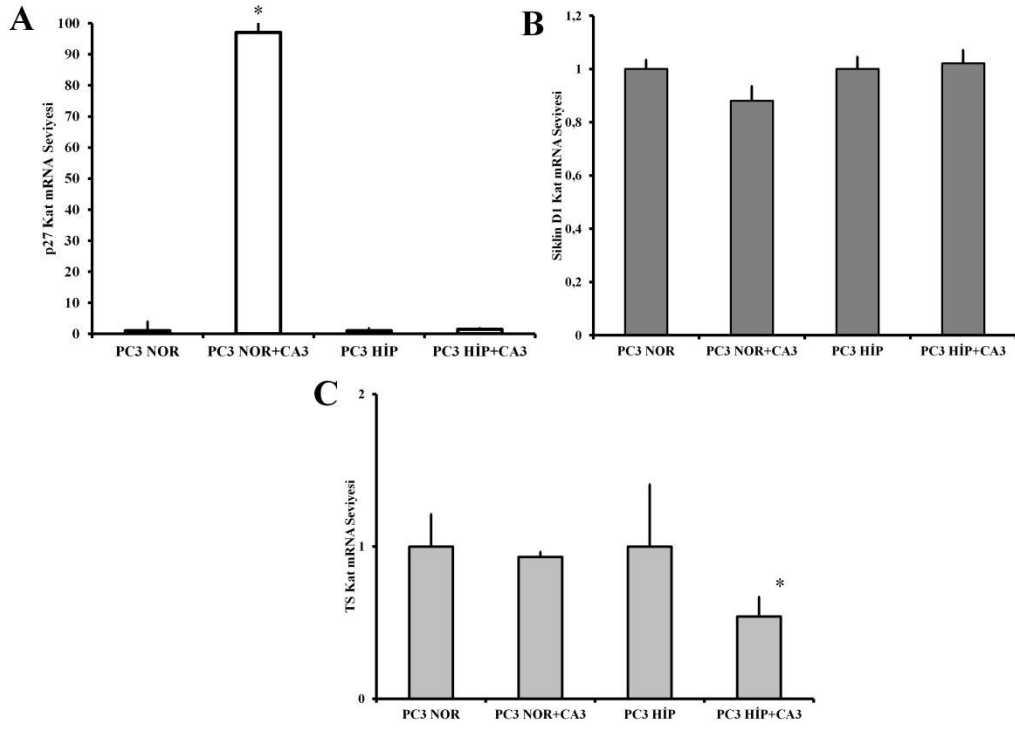 A
p27 Kat mRNA Seviyesi
100
90
80
70
60
50
40
30
20
10
0
*
PC3 NOR
PC3 NOR+CA3
PC3 HİP
PC3 HİP+CA3
B
Siklin D1 Kat mRNA Seviyesi
1,2
1
0,8
0,6
0,4
0,2
0
PC3 NOR
PC3 NOR+CA3
PC3 HİP
PC3 HİP+CA3
C
TS Kat mRNA Seviyesi
2
1
0
*
PC3 NOR
PC3 NOR+CA3
PC3 HİP
PC3 HİP+CA3